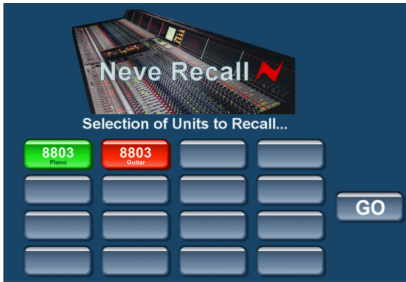 Neve Recall
Selection of Units to Recall...
8803
Piano
8803
Guitar
GO